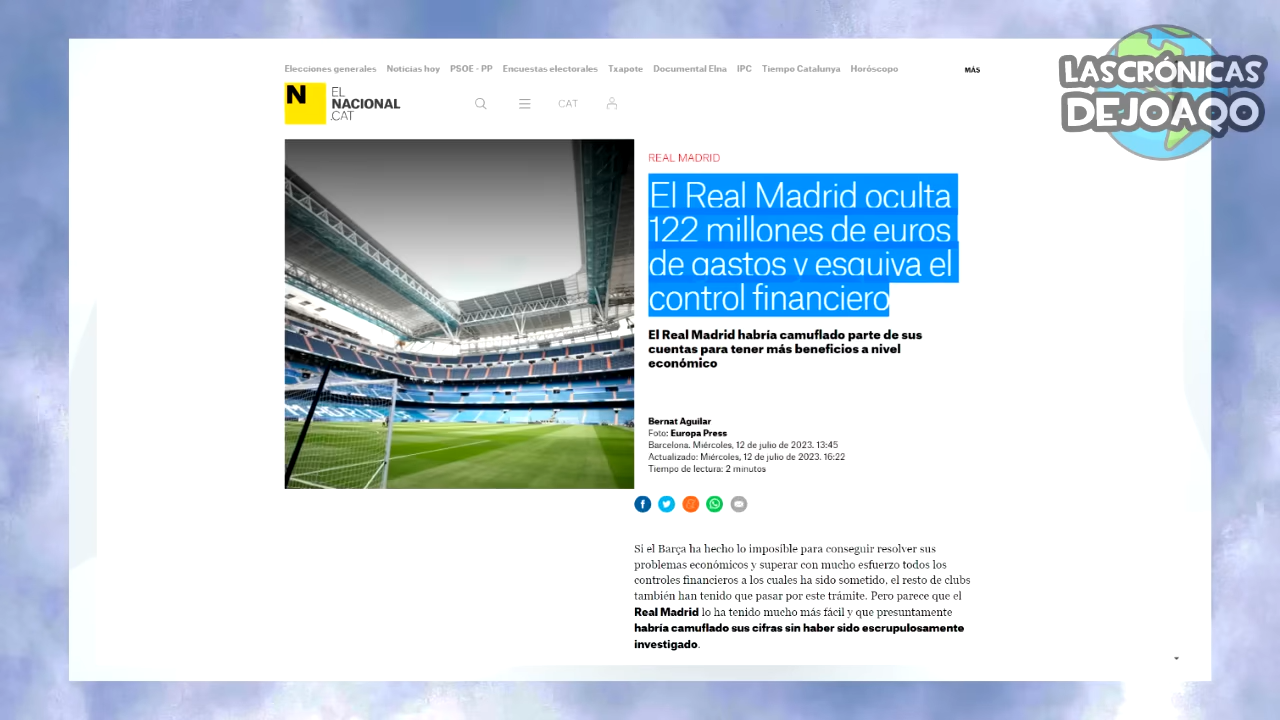 Elecciones generales Noticias hoy PSOE - PP Encuestas electorales Txapote Documental Elna IPC Tiempo Catalunya Horóscopo MÁS
LAS CRÓNICAS
DE JOAQO
N EL
NACIONAL
.CAT
CAT
REAL MADRID
El Real Madrid oculta
122 millones de euros
de gastos y esquiva el
control financiero
El Real Madrid habría camuflado parte de sus
cuentas para tener más beneficios a nivel
económico
Bernat Aguilar
Foto: Europa Press
Barcelona. Miércoles, 12 de julio de 2023. 13:45
Actualizado: Miércoles, 12 de julio de 2023. 16:22
Tiempo de lectura: 2 minutos
Si el Barça ha hecho lo imposible para conseguir resolver sus
problemas económicos y superar con mucho esfuerzo todos los
controles financieros a los cuales ha sido sometido, el resto de clubs
también han tenido que pasar por este trámite. Pero parece que el
Real Madrid lo ha tenido mucho más fácil y que presuntamente
habría camuflado sus cifras sin haber sido escrupulosamente
investigado.